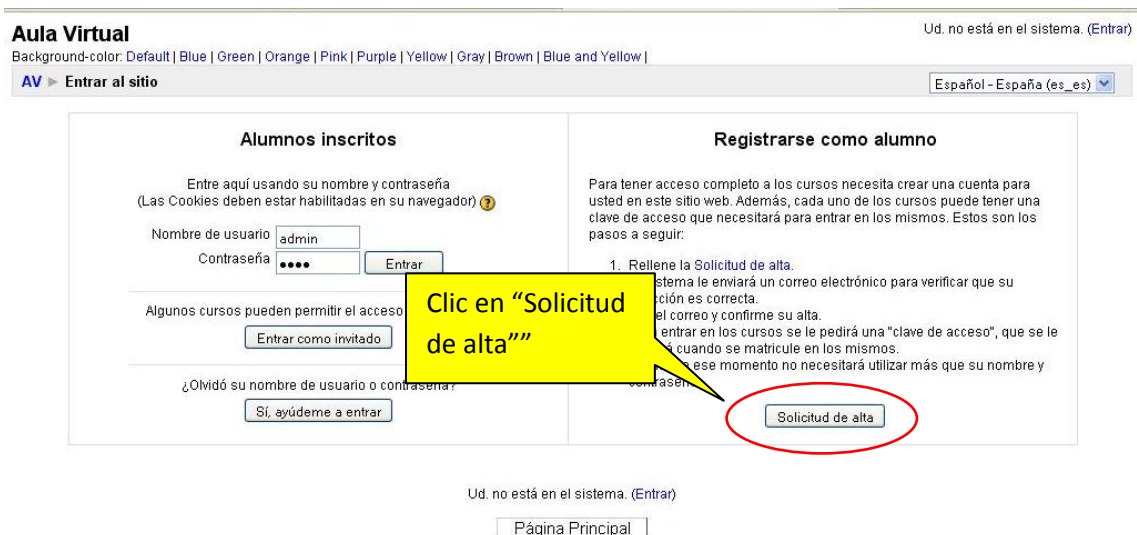 Aula Virtual
Ud. no está en el sistema. (Entrar)
Background-color: Default | Blue | Green | Orange | Pink | Purple | Yellow | Gray | Brown | Blue and Yellow |
AV ► Entrar al sitio
Español - España (es_es)
Alumnos inscritos
Entre aquí usando su nombre y contraseña
(Las Cookies deben estar habilitadas en su navegador) ?
Nombre de usuario admin
Contraseña ●●●● Entrar
Algunos cursos pueden permitir el acceso
Entrar como invitado
¿Olvidó su nombre de usuario o contraseña?
Sí, ayúdeme a entrar
Clic en “Solicitud
de alta””
Registrarse como alumno
Para tener acceso completo a los cursos necesita crear una cuenta para
usted en este sitio web. Además, cada uno de los cursos puede tener una
clave de acceso que necesitará para entrar en los mismos. Estos son los
pasos a seguir:
1. Rellene la Solicitud de alta.
le enviará un correo electrónico para verificar que su
es correcta.
el correo y confirme su alta.
entrar en los cursos se le pedirá una "clave de acceso", que se le
cuando se matricule en los mismos.
ese momento no necesitará utilizar más que su nombre y
Solicitud de alta
Ud. no está en el sistema. (Entrar)
Página Principal